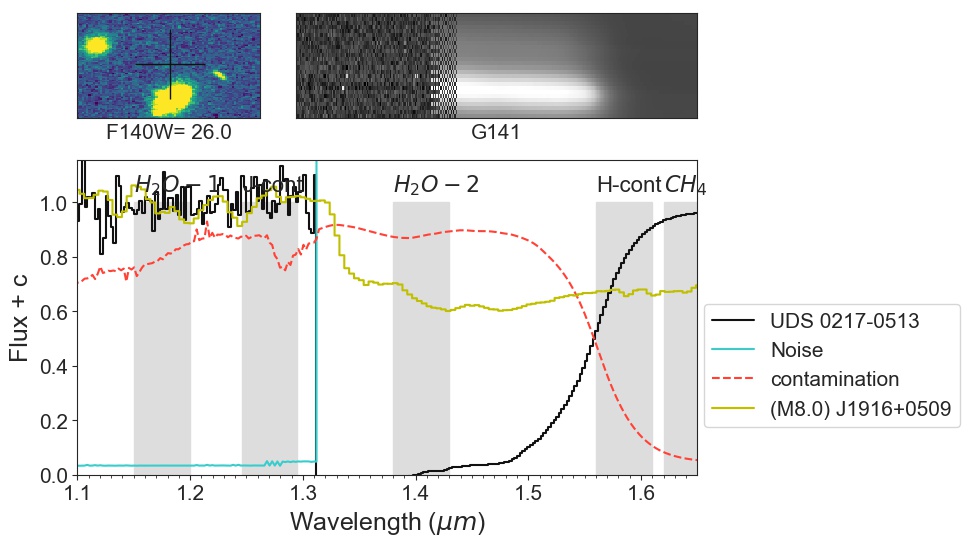 F140W= 26.0
G141
H₂O − 1 J-cont H₂O − 2 H-cont CH₄
1.0
0.8
0.6
0.4
0.2
0.0
Flux + c
1.1 1.2 1.3 1.4 1.5 1.6
Wavelength (μm)
UDS 0217-0513
Noise
contamination
(M8.0) J1916+0509